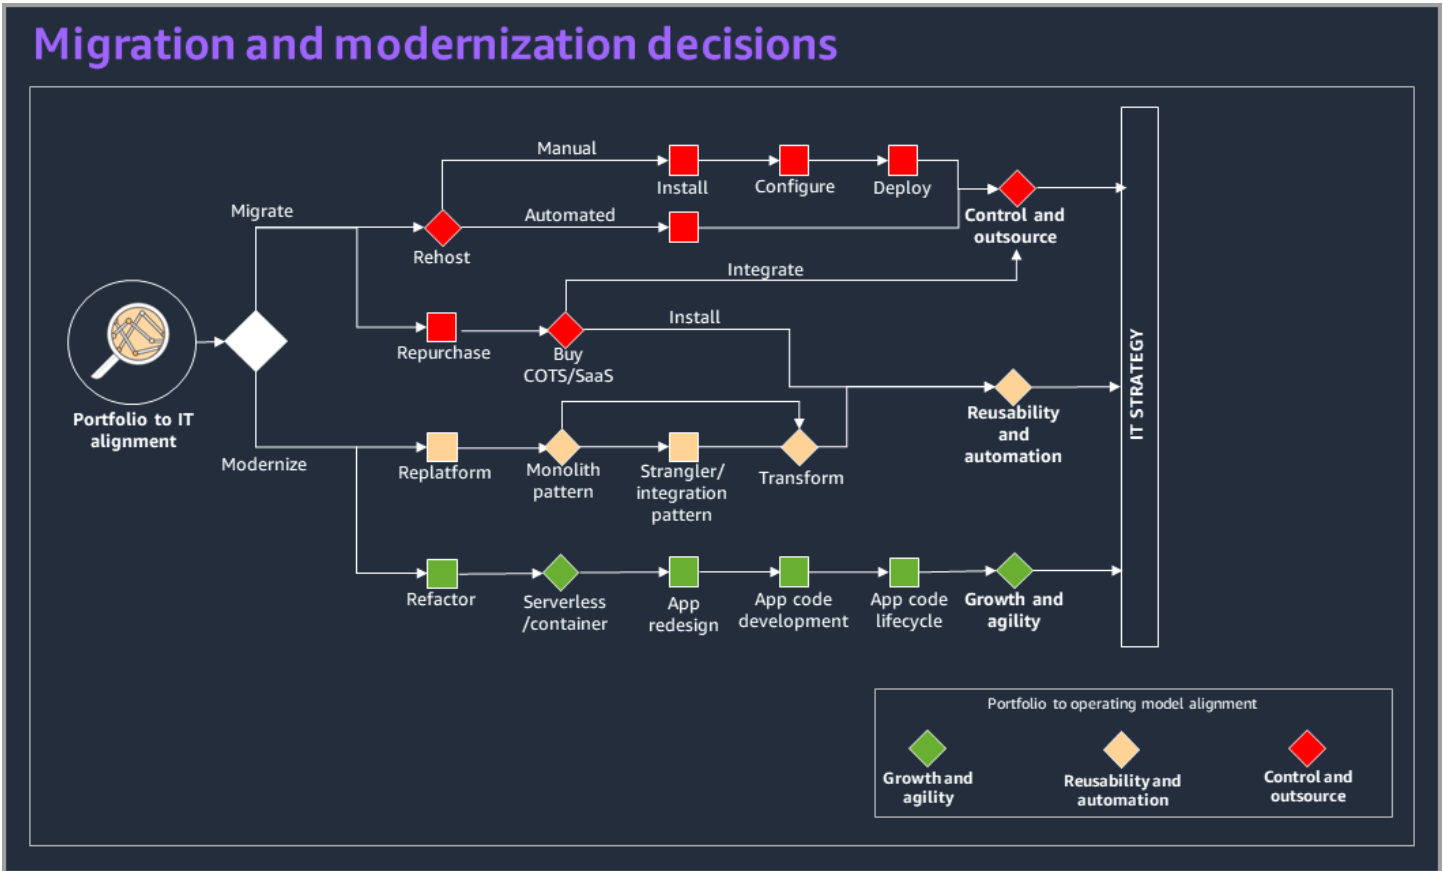 Migration and modernization decisions
Manual
Install
Configure
Deploy
Migrate
Automated
Control and
outsource
Rehost
Integrate
Install
Repurchase
Buy
COTS/SaaS
Portfolio to IT
alignment
Reusability
and
automation
IT STRATEGY
Modernize
Replatform
Monolith
pattern
Strangler/
integration
pattern
Transform
Refactor
Serverless
/container
App
redesign
App code
development
App code
lifecycle
Growth and
agility
Portfolio to operating model alignment
Growth and
agility
Reusability and
automation
Control and
outsource